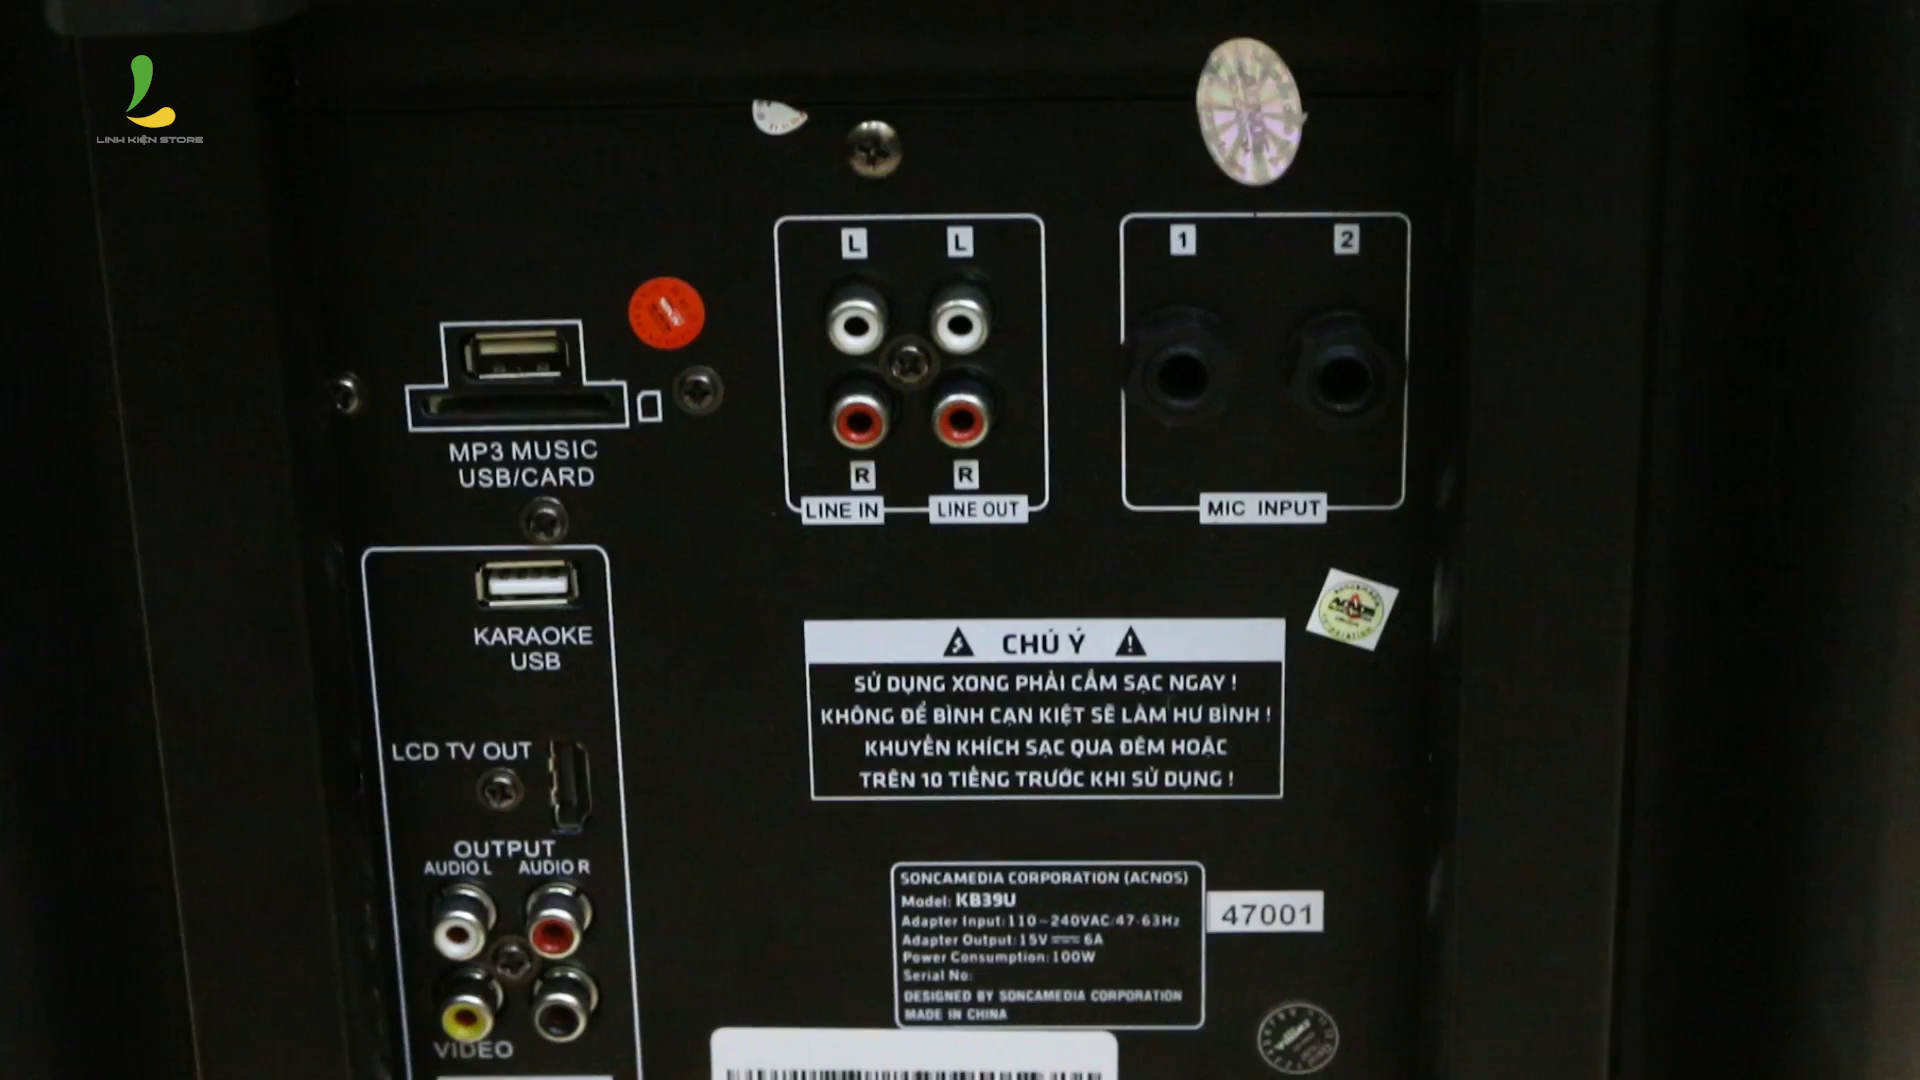 LINH KIỆN STORE
L L
1 2
MP3 MUSIC
USB/CARD
R R
LINE IN LINE OUT
MIC INPUT
KARAOKE
USB
LCD TV OUT
OUTPUT
AUDIO L AUDIO R
VIDEO
CHÚ Ý
SỬ DỤNG XONG PHẢI CẮM SẠC NGAY !
KHÔNG ĐỂ BÌNH CẠN KIỆT SẼ LÀM HƯ BÌNH !
KHUYẾN KHÍCH SẠC QUA ĐÊM HOẶC
TRÊN 10 TIẾNG TRƯỚC KHI SỬ DỤNG !
ACNOS
SONCAMEDIA CORPORATION (ACNOS)
Model: KB39U
Adapter Input: 110~240VAC/47-63Hz
Adapter Output: 15V 6A
Power Consumption: 100W
Serial No:
DESIGNED BY SONCAMEDIA CORPORATION
MADE IN CHINA
47001